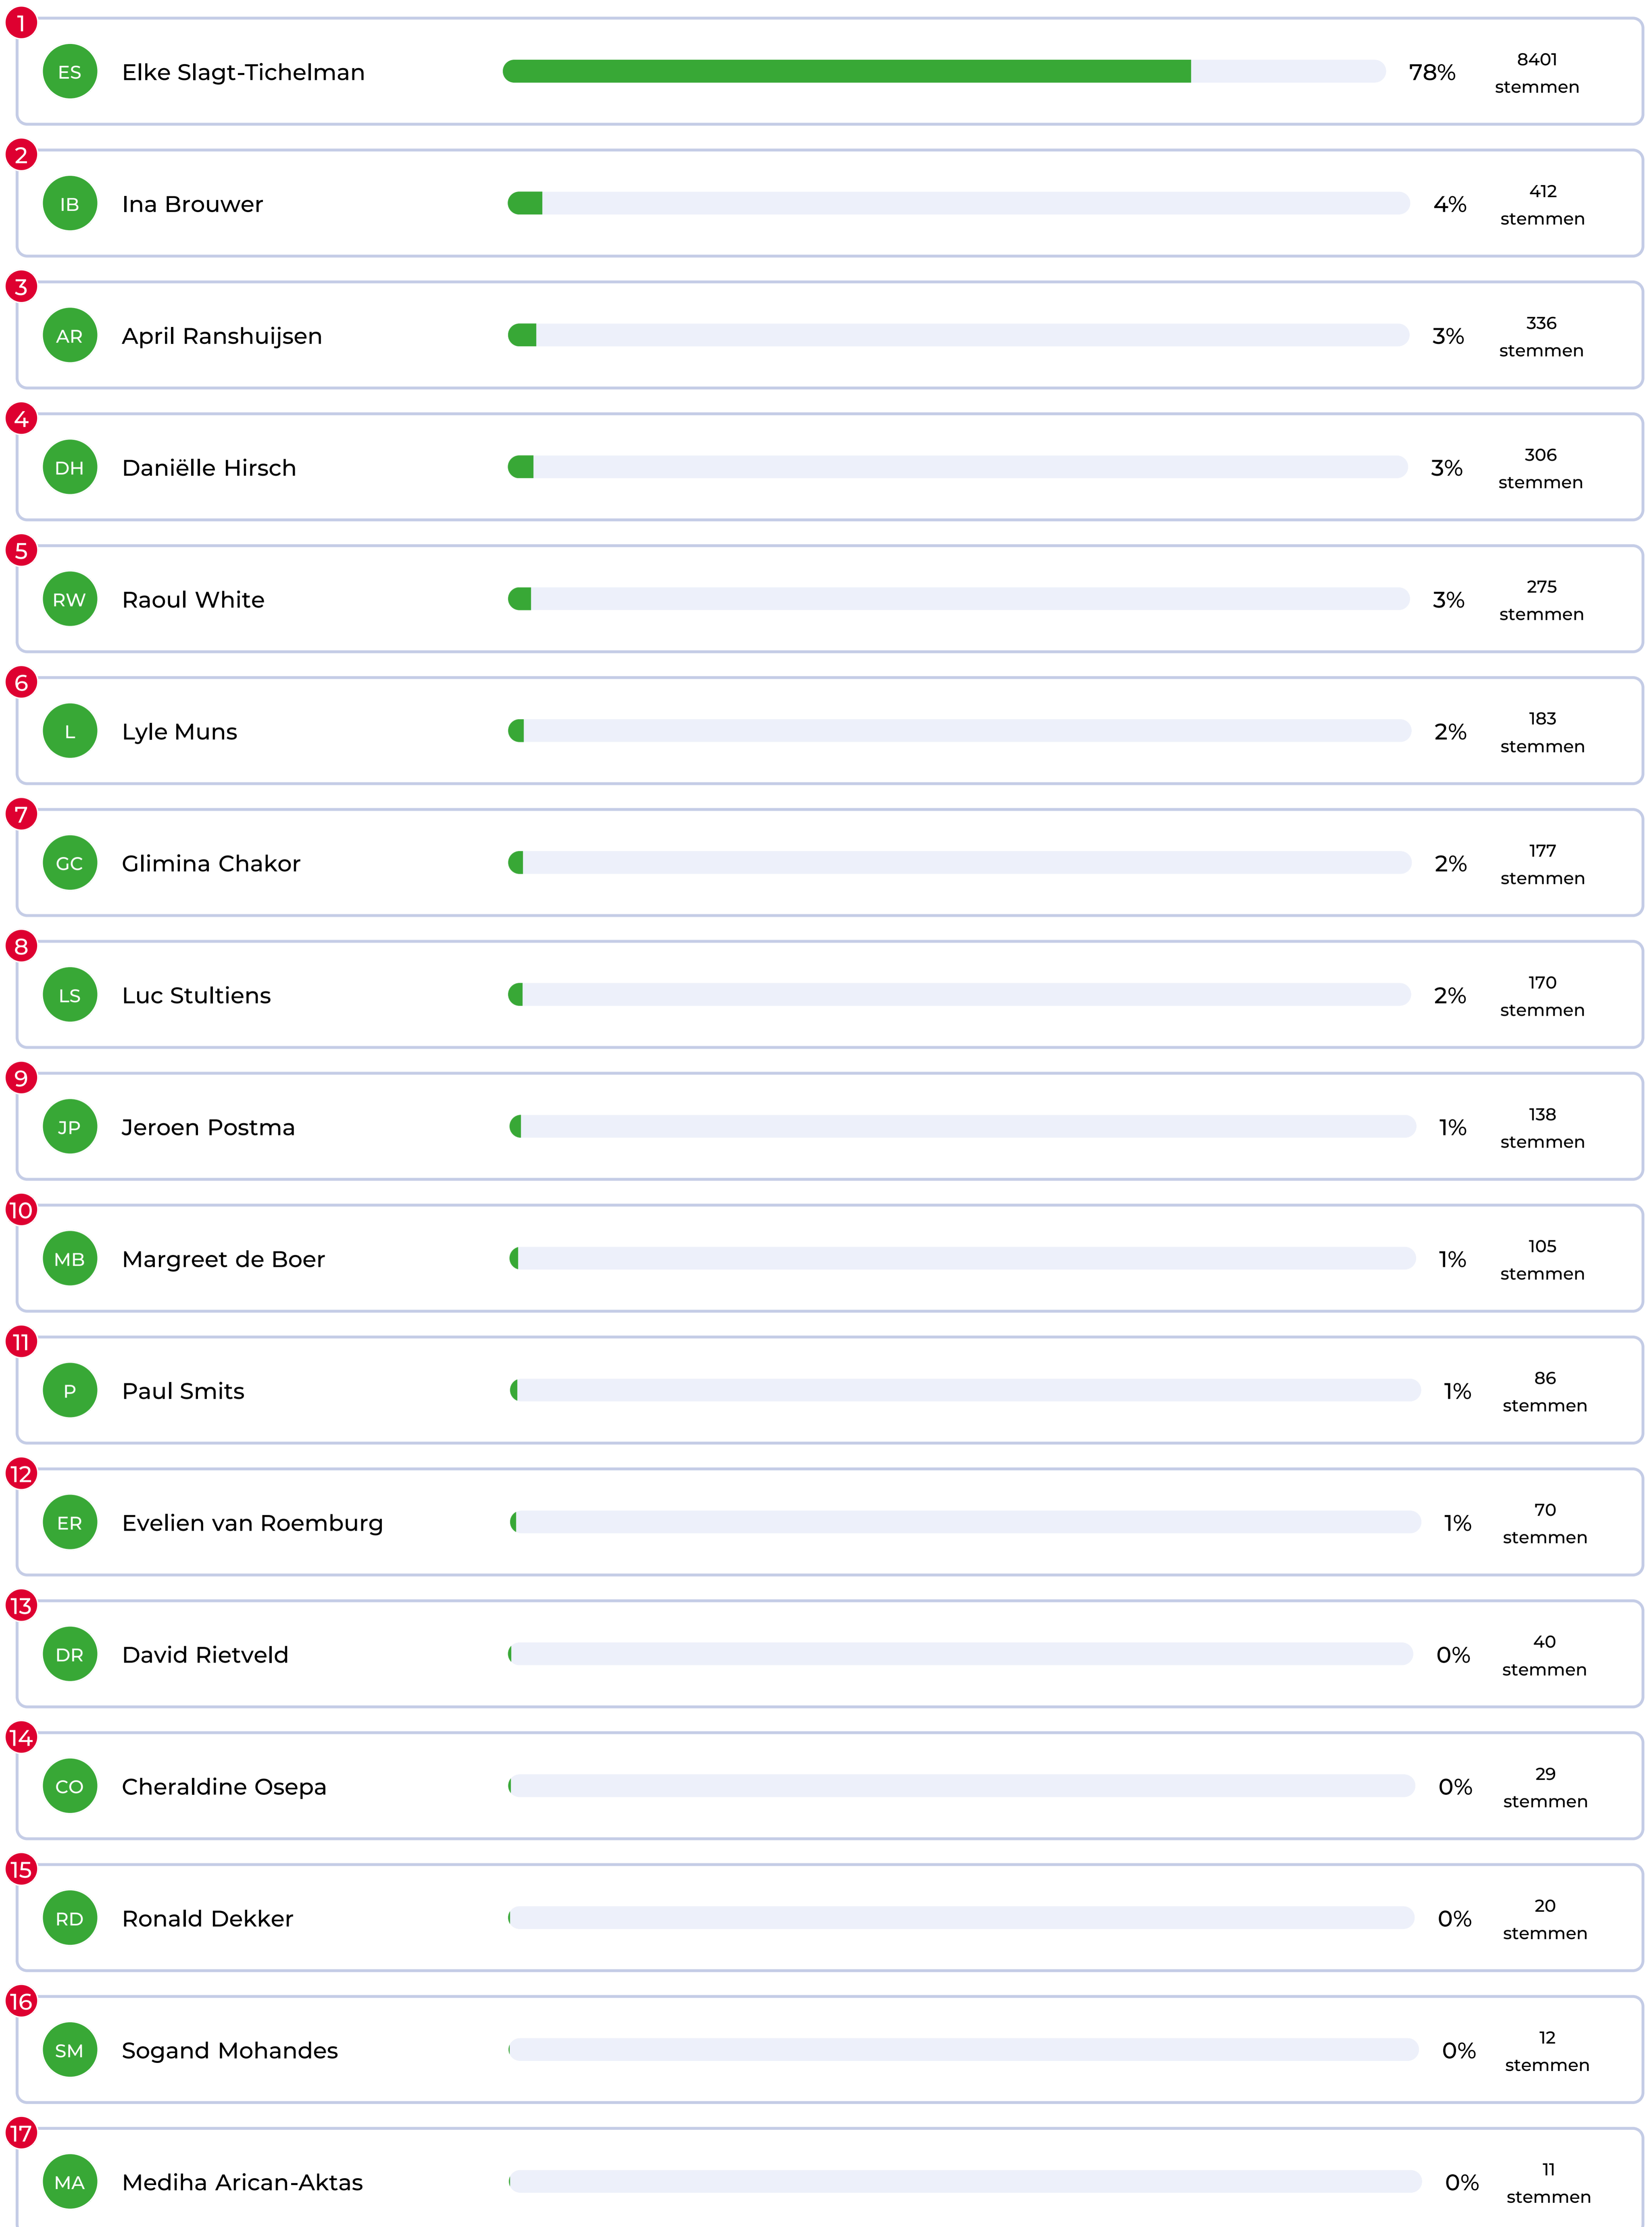 1
ES Elke Slagt-Tichelman 78% 8401
stemmen
2
IB Ina Brouwer 4% 412
stemmen
3
AR April Ranshuijsen 3% 336
stemmen
4
DH Daniëlle Hirsch 3% 306
stemmen
5
RW Raoul White 3% 275
stemmen
6
L Lyle Muns 2% 183
stemmen
7
GC Glimina Chakor 2% 177
stemmen
8
LS Luc Stultiens 2% 170
stemmen
9
JP Jeroen Postma 1% 138
stemmen
10
MB Margreet de Boer 1% 105
stemmen
11
P Paul Smits 1% 86
stemmen
12
ER Evelien van Roemburg 1% 70
stemmen
13
DR David Rietveld 0% 40
stemmen
14
CO Cheraldine Osepa 0% 29
stemmen
15
RD Ronald Dekker 0% 20
stemmen
16
SM Sogand Mohandes 0% 12
stemmen
17
MA Mediha Arican-Aktas 0% 11
stemmen